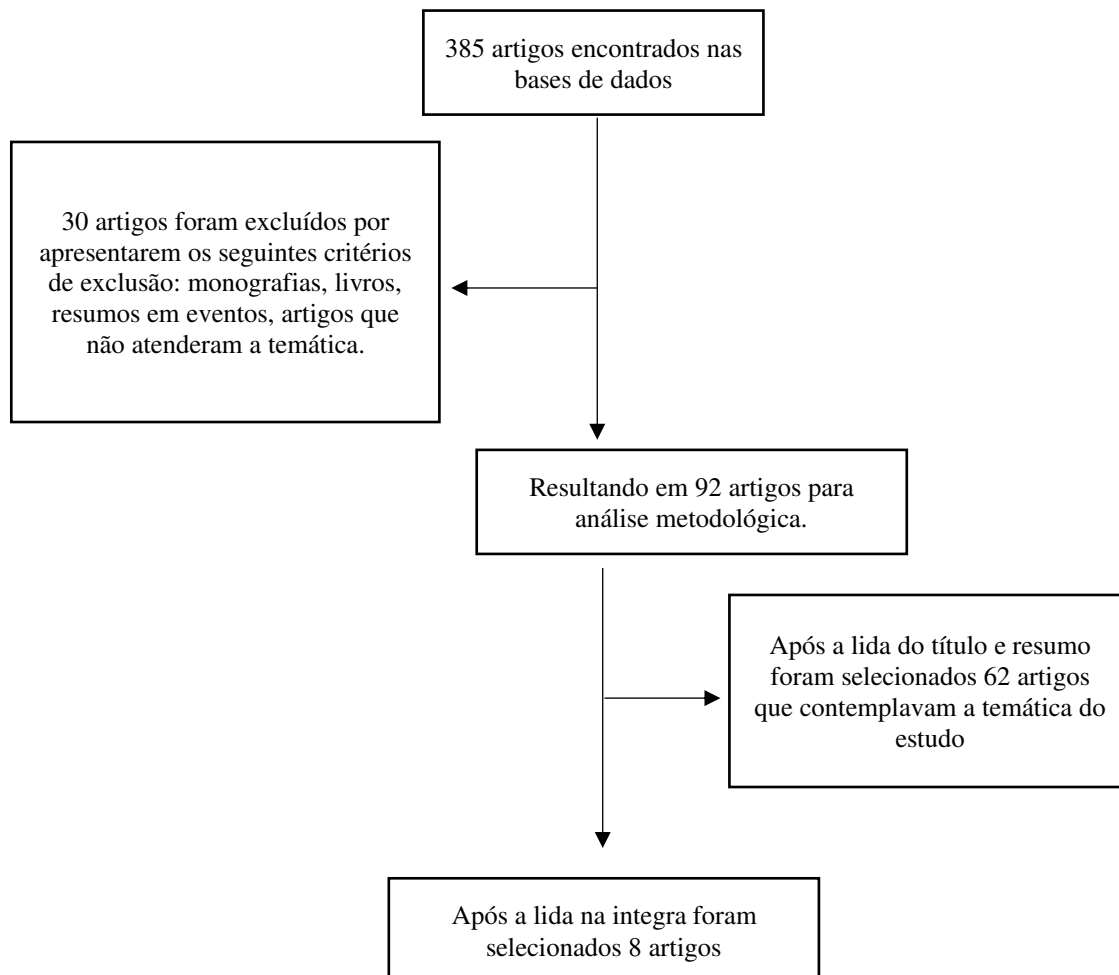 385 artigos encontrados nas
bases de dados
30 artigos foram excluídos por
apresentarem os seguintes critérios
de exclusão: monografias, livros,
resumos em eventos, artigos que
não atenderam a temática.
Resultando em 92 artigos para
análise metodológica.
Após a lida do título e resumo
foram selecionados 62 artigos
que contemplavam a temática do
estudo
Após a lida na integra foram
selecionados 8 artigos